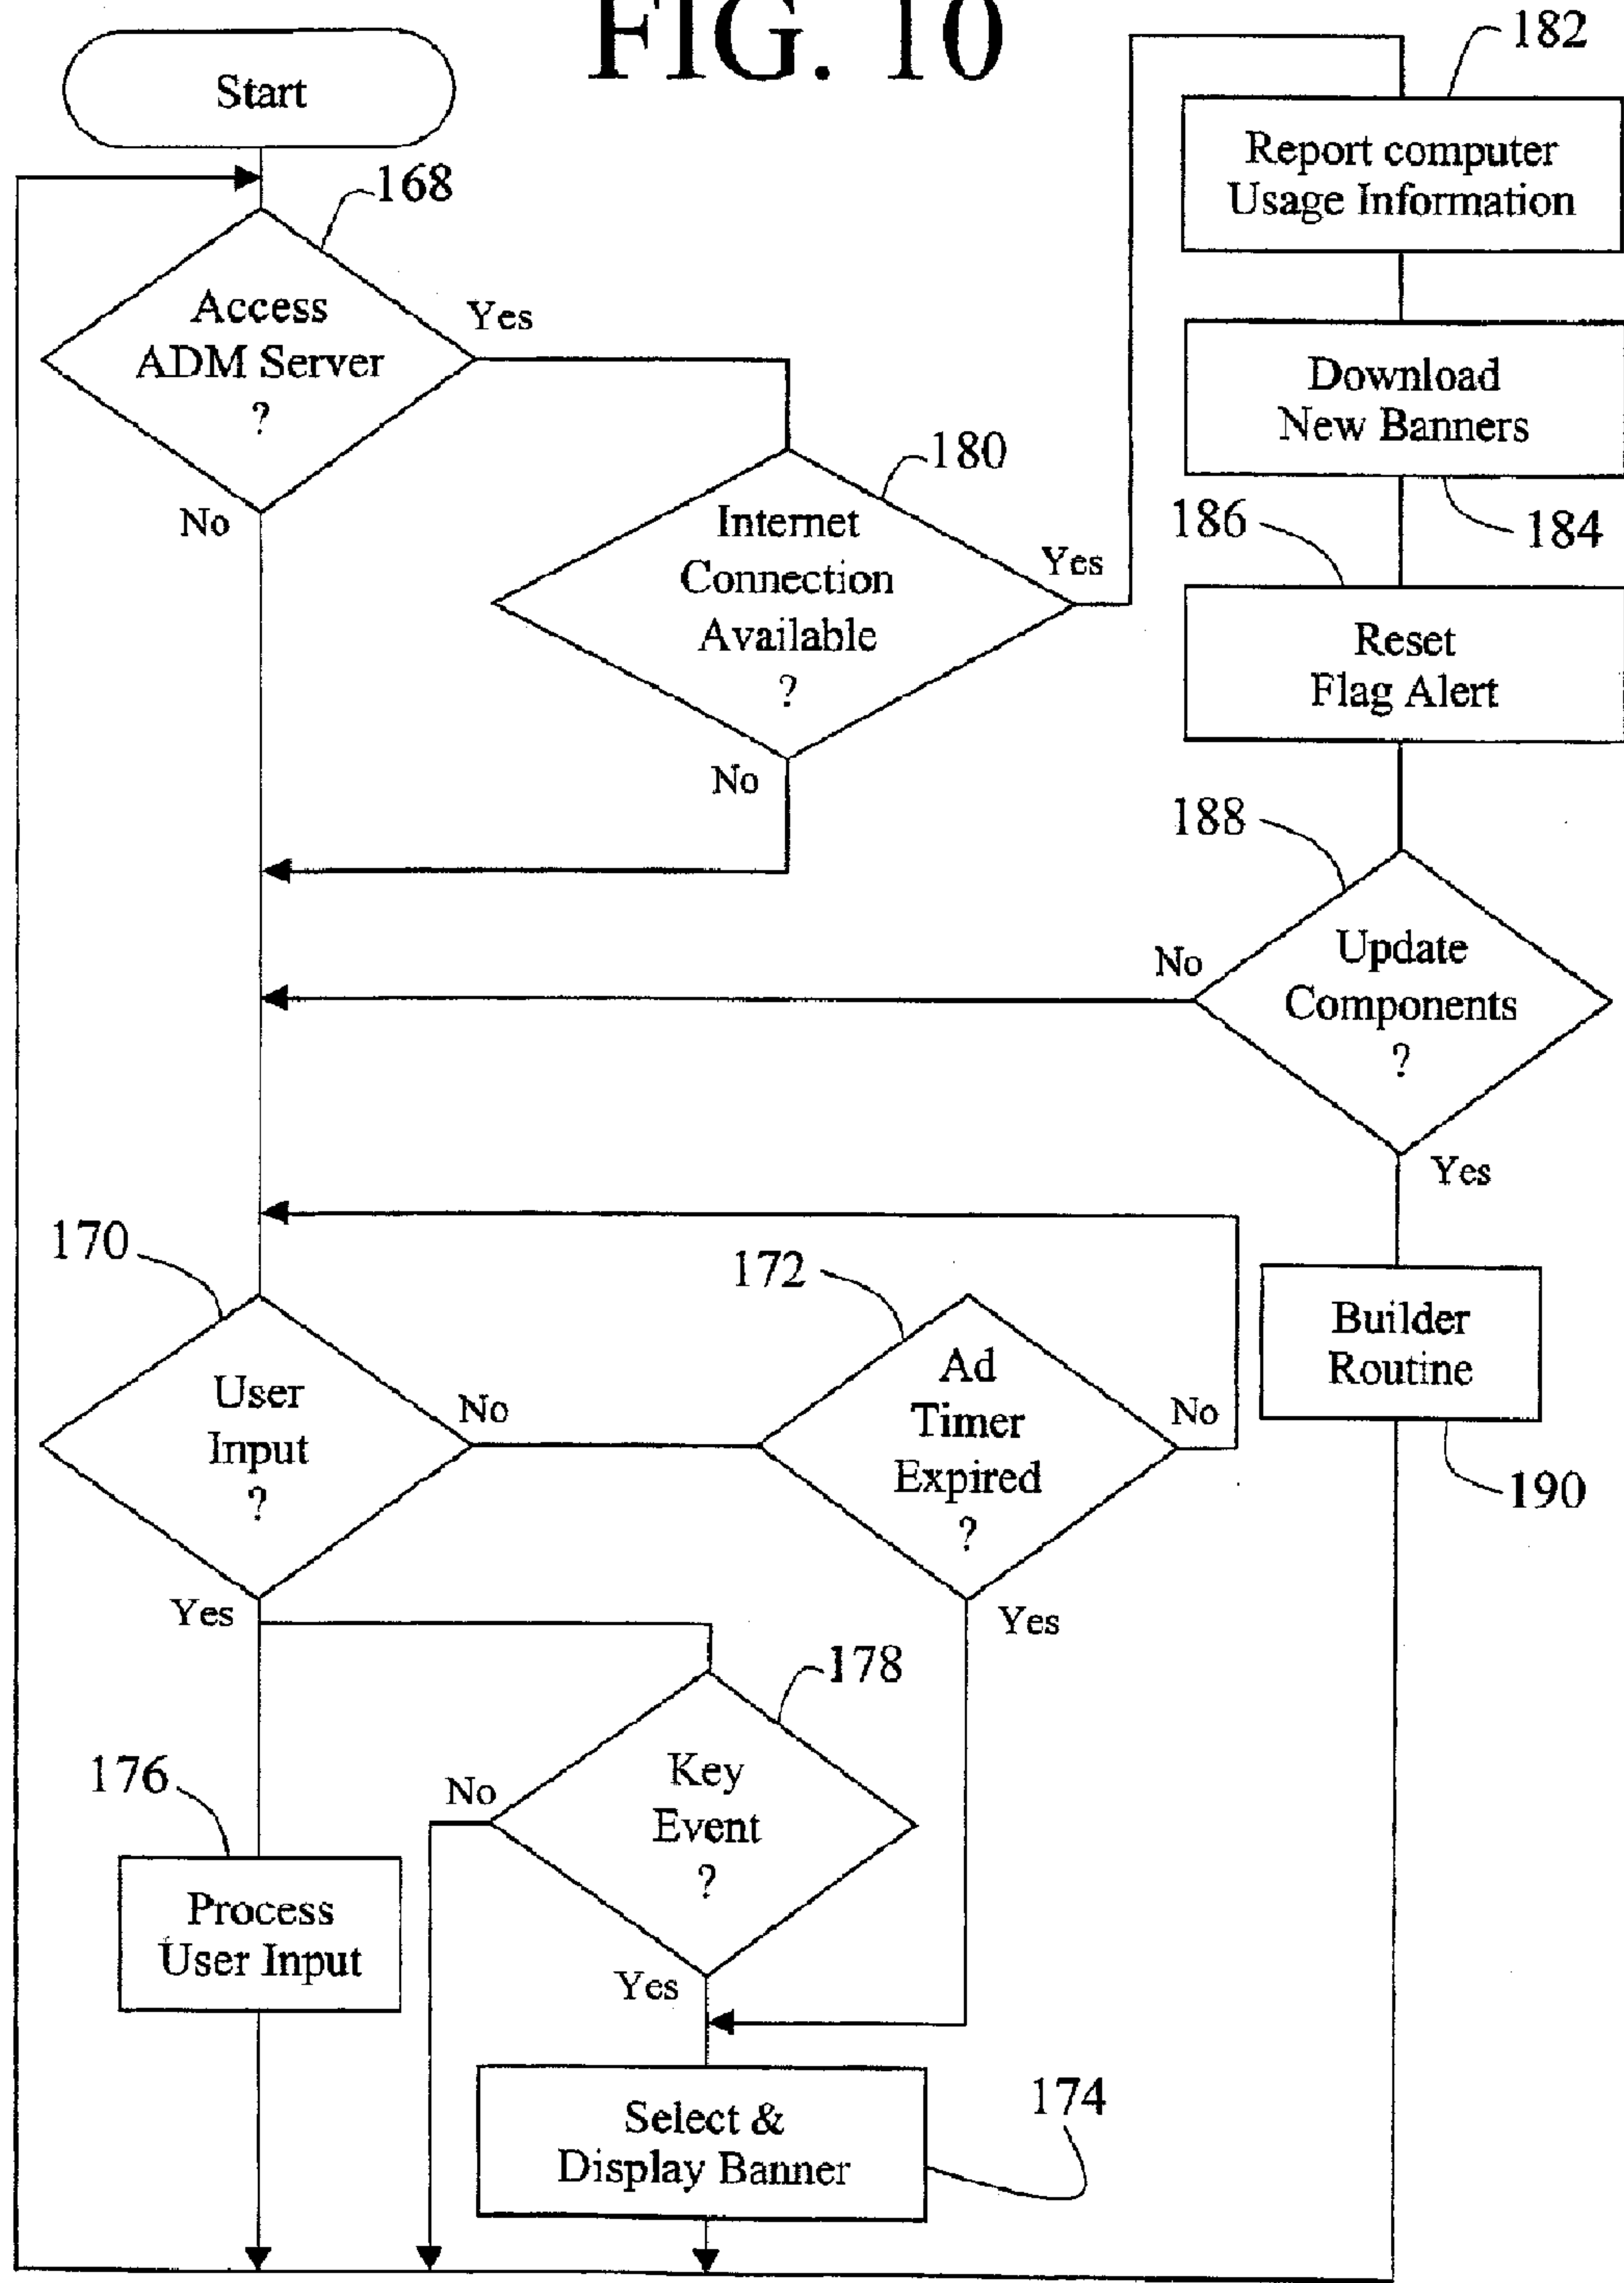 FIG. 10
Start
168
Access
ADM Server
?
Yes
No
180
Internet
Connection
Available
?
Yes
No
182
Report computer
Usage Information
Download
New Banners
184
186
Reset
Flag Alert
188
Update
Components
?
No
Yes
170
User
Input
?
No
Yes
172
Ad
Timer
Expired
?
No
Yes
Builder
Routine
190
178
Key
Event
?
No
Yes
176
Process
User Input
Select &
Display Banner
174